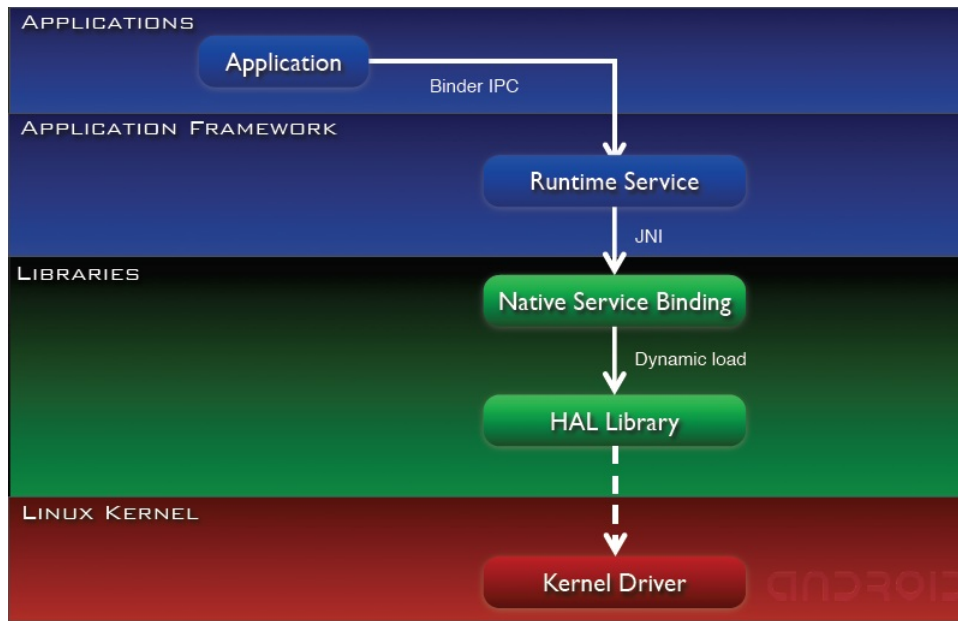 APPLICATIONS
Application
Binder IPC
APPLICATION FRAMEWORK
Runtime Service
JNI
LIBRARIES
Native Service Binding
Dynamic load
HAL Library
LINUX KERNEL
Kernel Driver
ANDROID